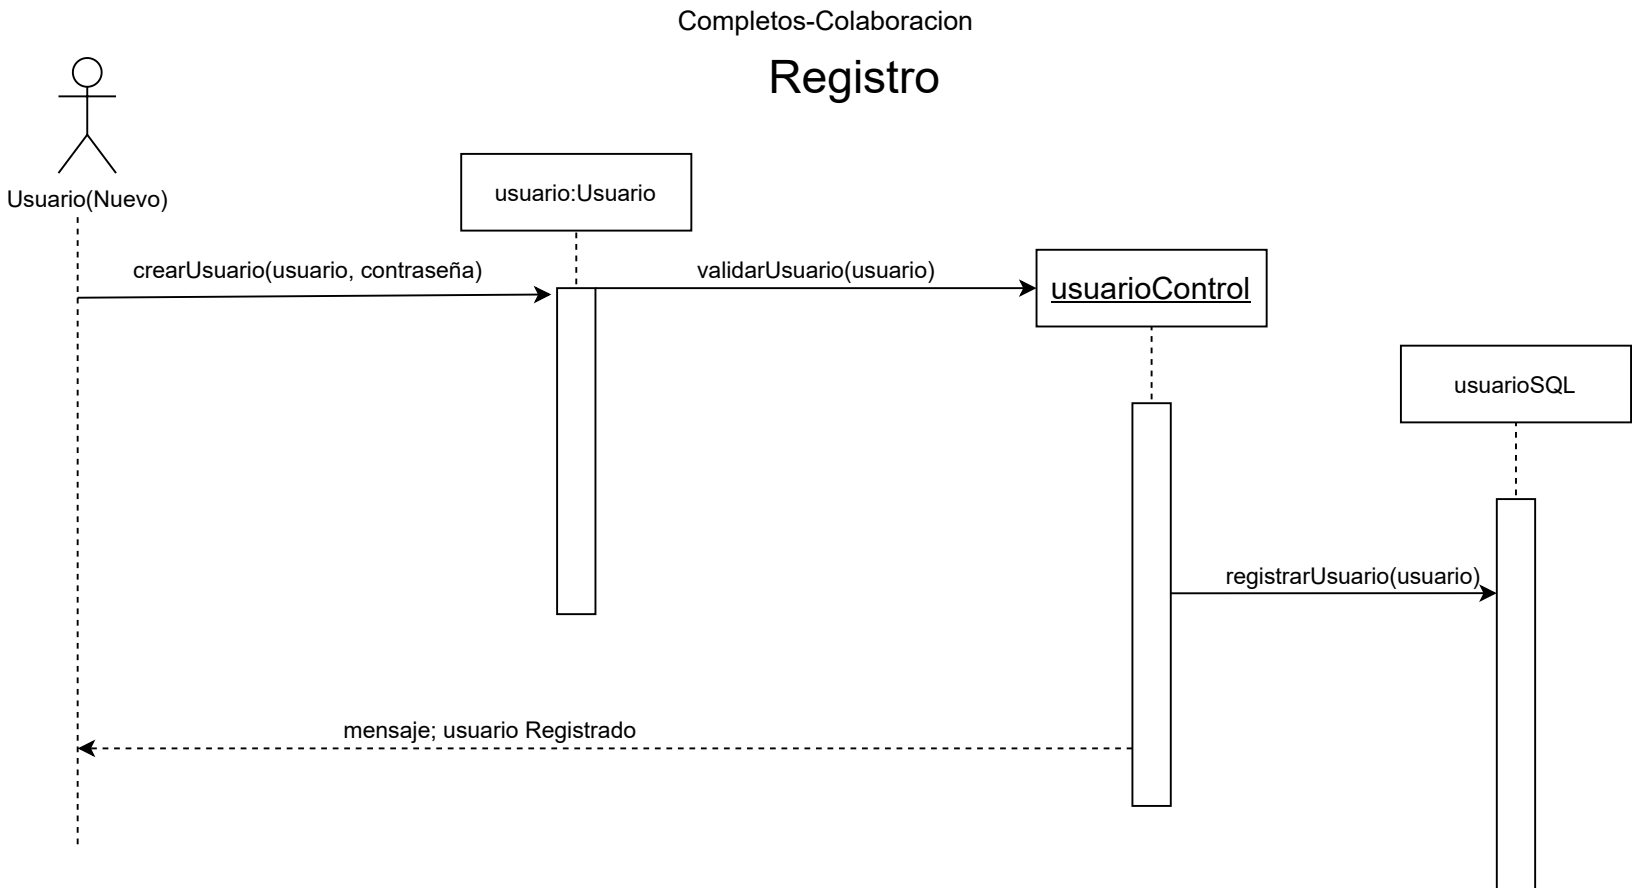 Completos-Colaboracion
Registro
Usuario(Nuevo)
usuario:Usuario
crearUsuario(usuario, contraseña)
validarUsuario(usuario)
usuarioControl
usuarioSQL
registrarUsuario(usuario)
mensaje; usuario Registrado